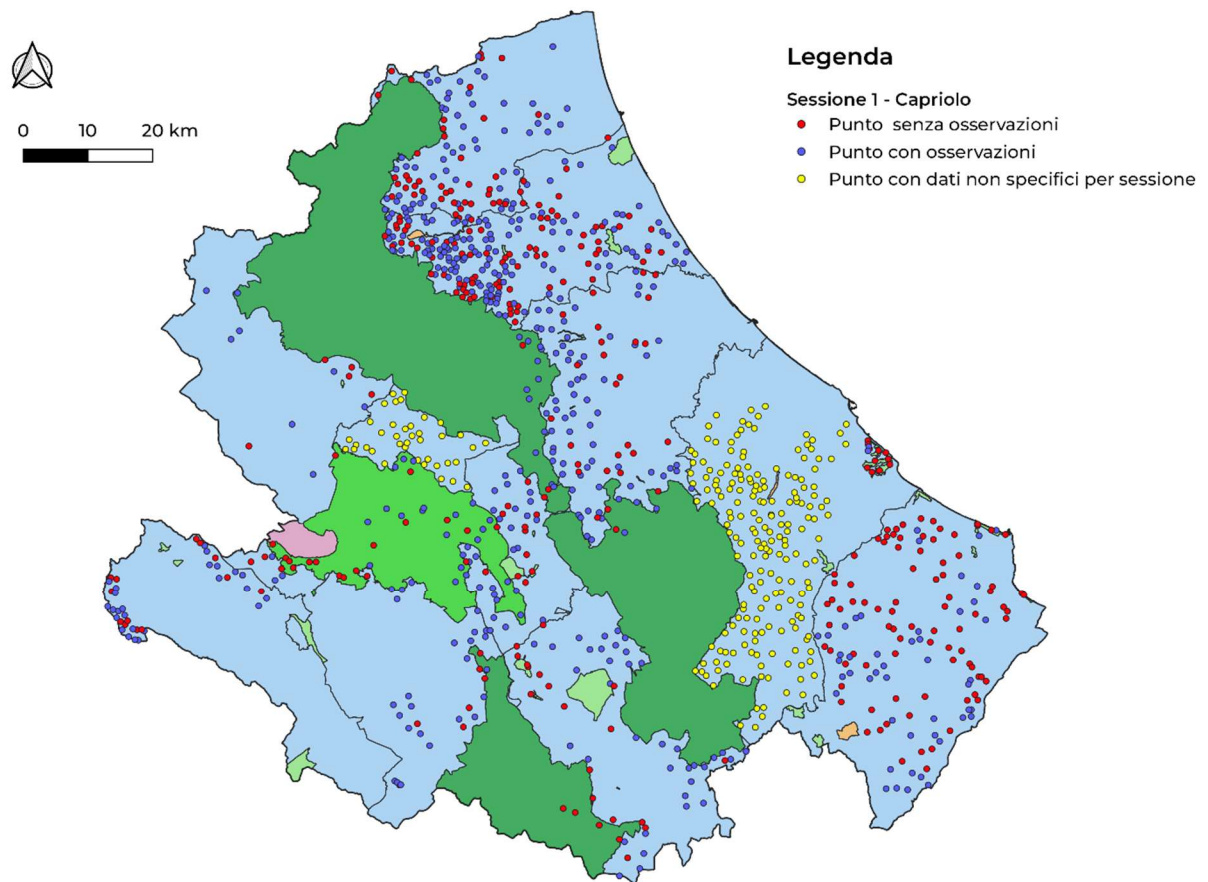 Legenda
Sessione 1 - Capriolo
Punto senza osservazioni
Punto con osservazioni
Punto con dati non specifici per sessione
0 10 20 km